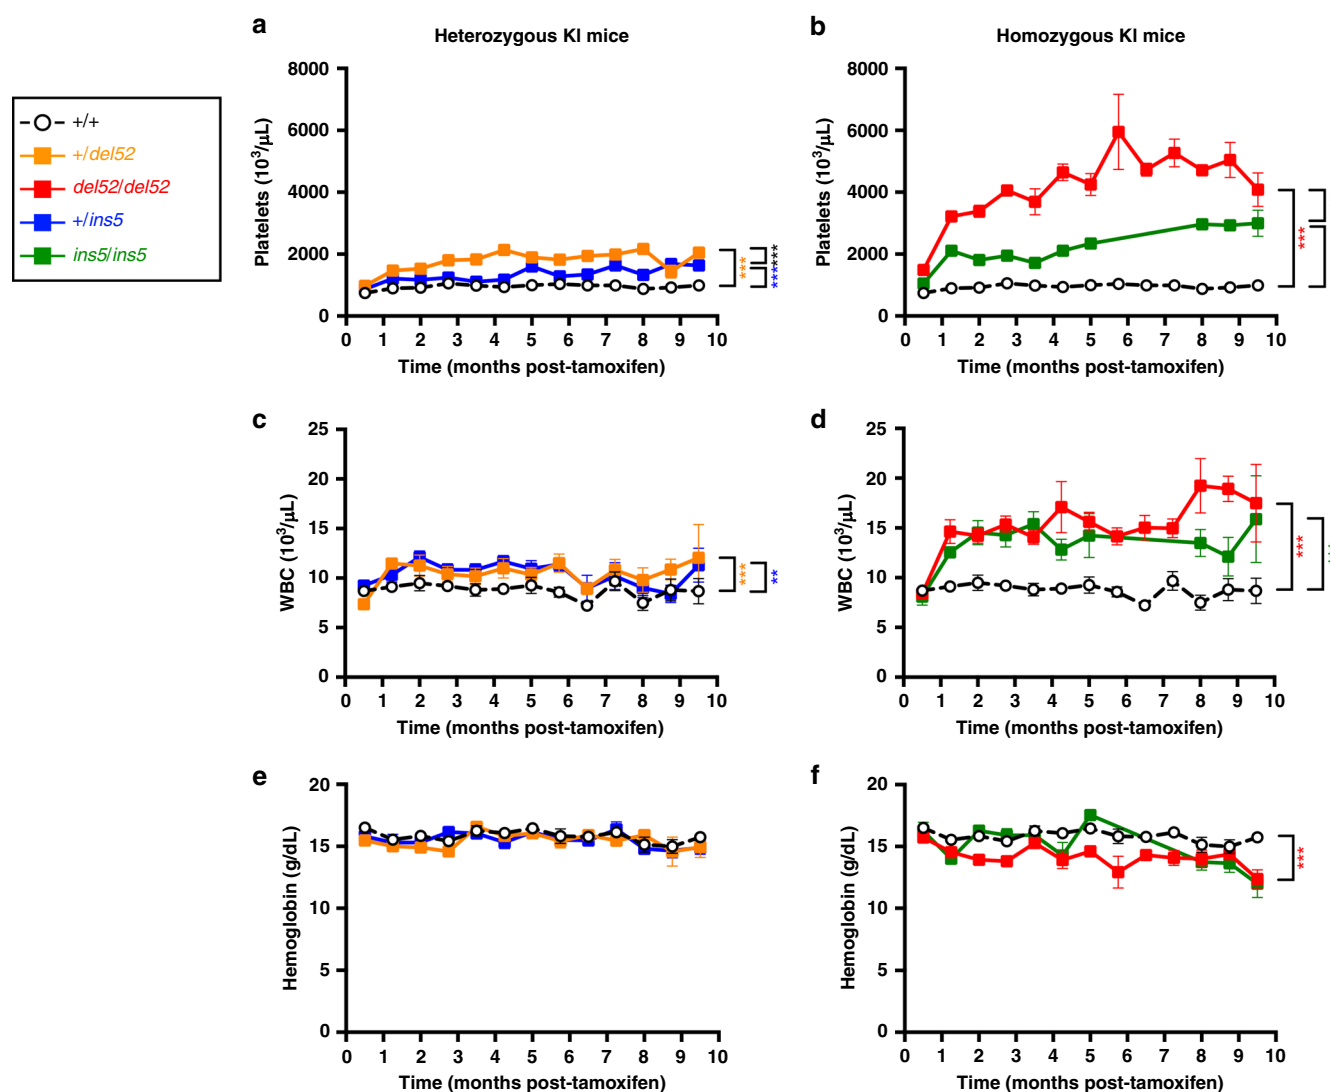 a
Heterozygous KI mice
b
Homozygous KI mice
+/+
+/del52
del52/del52
+/ins5
ins5/ins5
Platelets (10³/µL)
8000
6000
4000
2000
0
0 1 2 3 4 5 6 7 8 9 10
Time (months post-tamoxifen)
***
***
***
Platelets (10³/µL)
8000
6000
4000
2000
0
0 1 2 3 4 5 6 7 8 9 10
Time (months post-tamoxifen)
***
c
WBC (10³/µL)
25
20
15
10
5
0
0 1 2 3 4 5 6 7 8 9 10
Time (months post-tamoxifen)
***
**
d
WBC (10³/µL)
25
20
15
10
5
0
0 1 2 3 4 5 6 7 8 9 10
Time (months post-tamoxifen)
***
e
Hemoglobin (g/dL)
20
15
10
5
0
0 1 2 3 4 5 6 7 8 9 10
Time (months post-tamoxifen)
f
Hemoglobin (g/dL)
20
15
10
5
0
0 1 2 3 4 5 6 7 8 9 10
Time (months post-tamoxifen)
***